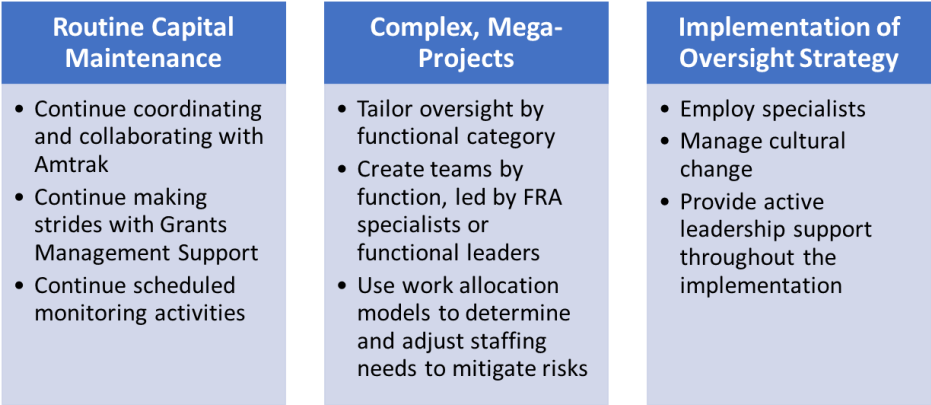 Routine Capital
Maintenance
• Continue coordinating
and collaborating with
Amtrak
• Continue making
strides with Grants
Management Support
• Continue scheduled
monitoring activities
Complex, Mega-
Projects
• Tailor oversight by
functional category
• Create teams by
function, led by FRA
specialists or
functional leaders
• Use work allocation
models to determine
and adjust staffing
needs to mitigate risks
Implementation of
Oversight Strategy
• Employ specialists
• Manage cultural
change
• Provide active
leadership support
throughout the
implementation